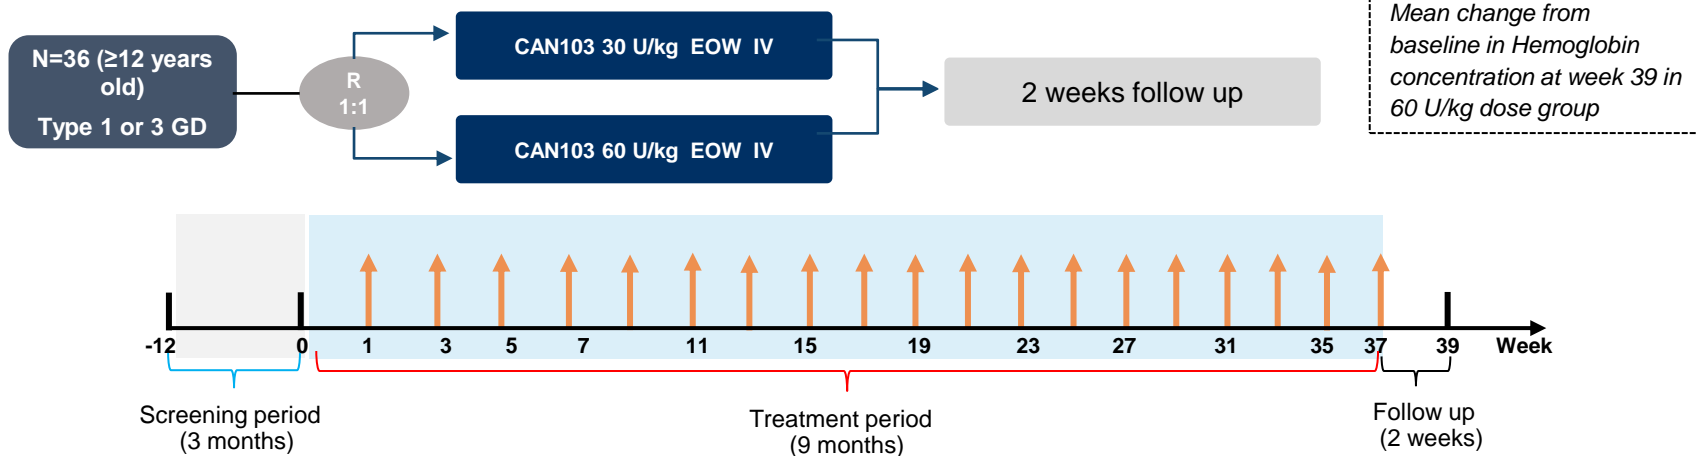 N=36 (≥12 years
old)
Type 1 or 3 GD
R
1:1
CAN103 30 U/kg EOW IV
CAN103 60 U/kg EOW IV
2 weeks follow up
Mean change from
baseline in Hemoglobin
concentration at week 39 in
60 U/kg dose group
-12 0 1 3 5 7 11 15 19 23 27 31 35 37 39 Week
Screening period
(3 months)
Treatment period
(9 months)
Follow up
(2 weeks)